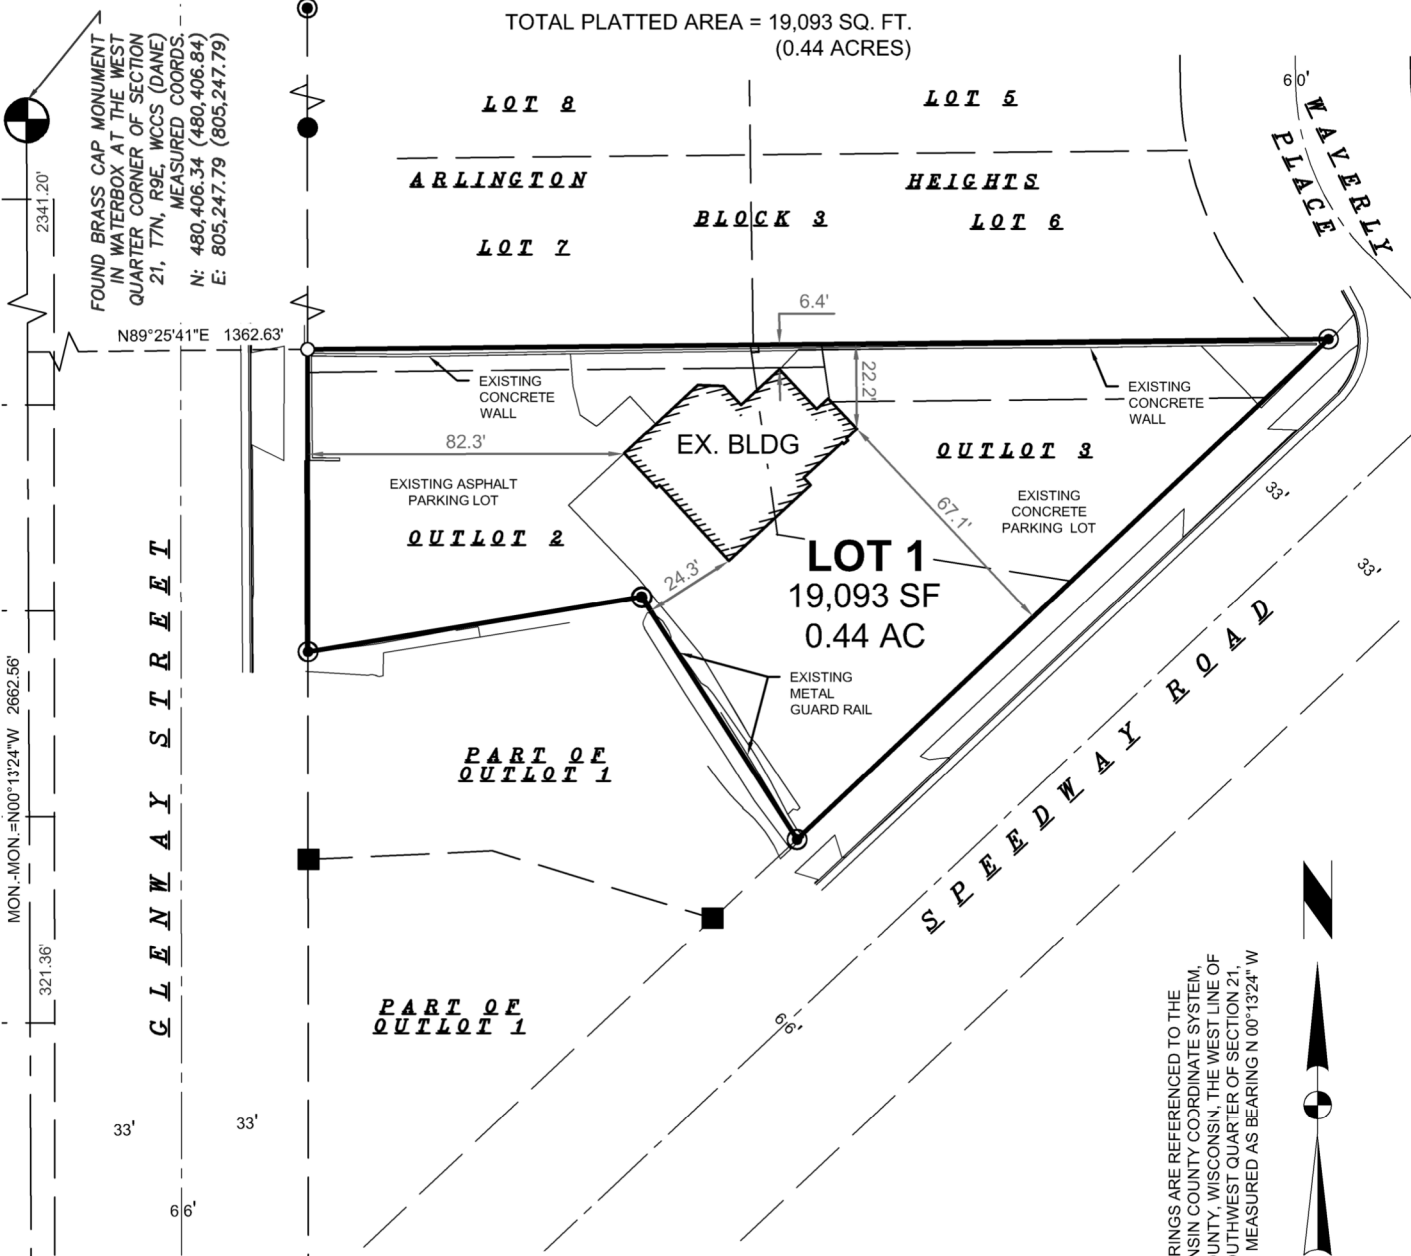 TOTAL PLATTED AREA = 19,093 SQ. FT.
(0.44 ACRES)
FOUND BRASS CAP MONUMENT
IN WATERBOX AT THE WEST
QUARTER CORNER OF SECTION
21, T7N, R9E, WCCS (DANE)
MEASURED COORDS.
N: 480,406.34 (480,406.84)
E: 805,247.79 (805,247.79)
2341.20'
LOT 8
LOT 5
60'
WAVERLY
PLACE
ARLINGTON
HEIGHTS
BLOCK 3
LOT 6
LOT 7
6.4'
N89°25'41"E 1362.63'
22.2'
EXISTING
CONCRETE
WALL
EXISTING
CONCRETE
WALL
82.3'
EX. BLDG
OUTLOT 3
EXISTING ASPHALT
PARKING LOT
EXISTING
CONCRETE
PARKING LOT
33'
67.1'
OUTLOT 2
LOT 1
19,093 SF
0.44 AC
24.3'
33'
GLENWAY STREET
SPEEDWAY ROAD
EXISTING
METAL
GUARD RAIL
MON.-MON.=N00°13'24"W 2662.56'
PART OF
OUTLOT 1
321.36'
PART OF
OUTLOT 1
66'
33'
33'
66'
N
RINGS ARE REFERENCED TO THE
NSIN COUNTY COORDINATE SYSTEM,
UNTY, WISCONSIN, THE WEST LINE OF
UTHWEST QUARTER OF SECTION 21,
MEASURED AS BEARING N 00°13'24" W